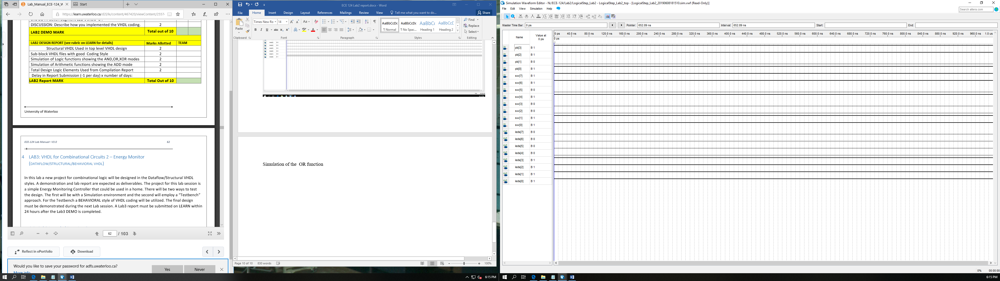 Lab_Manual_ECE-124_W
Start
https://learn.uwaterloo.ca/d2l/le/content/467420/viewContent/2557
DISCUSSION: Describe how you implemented the VHDL coding. 2
LAB2 DEMO MARK Total out of 10
LAB2 DESIGN REPORT (see rubric on LEARN for details) Marks Allotted TEAM
Structural VHDL Used in top level VHDL design 2
Sub-block VHDL files with good Coding Style 2
Simulation of Logic functions showing the AND,OR,XOR modes 2
Simulation of Arithmetic functions showing the ADD mode 2
Total Design Logic Elements Used from Compilation Report 2
Delay in Report Submission (-1 per day) x number of days:
LAB2 Report MARK Total Out of 10
University of Waterloo
ECE-124 Lab Manual– V3.0 62
4 LAB3: VHDL for Combinational Circuits 2 – Energy Monitor
(DATAFLOW/STRUCTURAL/BEHAVIORAL VHDL)
In this lab a new project for combinational logic will be designed in the Dataflow/Structural VHDL
styles. A demonstration and lab report are expected as deliverables. The project for this lab session is
a simple Energy Monitoring Controller that could be used in a home. There will be two ways to test
the design. The first will be with a Simulation environment and the second will employ a “Testbench”
approach. For the Testbench a BEHAVIORAL style of VHDL coding will be utilized. The final design
must be demonstrated during the next Lab session. A Lab3 report must be submitted on LEARN within
24 hours after the Lab3 DEMO is completed.
62 / 103
Reflect in ePortfolio
Download
Would you like to save your password for adfs.uwaterloo.ca?
Yes
Never
More info
ECE 124 Lab2 report.docx - Word
File Home Insert Design Layout References Mailings Review View Tell me what you want to do... Share
Paste
Times New Ro 14
AaBbCcDc AaBbCcDc AaBbCc AaBbCcD
¶ Normal ¶ No Spac... Heading 1 Heading 2
Find
Replace
Select
Clipboard Font Paragraph Styles Editing
Simulation of the  OR function
Page 10 of 10 830 words 100%
6:15 PM
Simulation Waveform Editor - N:/ECE-124/Lab2/LogicalStep_Lab2 - LogicalStep_Lab2_top - [LogicalStep_Lab2_20190608181510.sim.vwf (Read-Only)]
File Edit View Simulation Help
Search altera.com
Master Time Bar: 0 ps Pointer: 652.89 ns Interval: 652.89 ns Start: End:
Name
Value at
0 ps
0 ps 40.0 ns 80.0 ns 120.0 ns 160.0 ns 200.0 ns 240.0 ns 280.0 ns 320.0 ns 360.0 ns 400.0 ns 440.0 ns 480.0 ns 520.0 ns 560.0 ns 600.0 ns 640.0 ns 680.0 ns 720.0 ns 760.0 ns 800.0 ns 840.0 ns 880.0 ns 920.0 ns 960.0 ns 1.0 us
0 ps
pb[3] B 1
pb[2] B 1
pb[1] B 0
pb[0] B 1
sw[7] B 1
sw[6] B 1
sw[5] B 0
sw[4] B 1
sw[3] B 0
sw[2] B 0
sw[1] B 1
sw[0] B 1
leds[7] B 0
leds[6] B 0
leds[5] B 0
leds[4] B 0
leds[3] B 1
leds[2] B 1
leds[1] B 1
leds[0] B 1
0% 00:00:00
6:15 PM